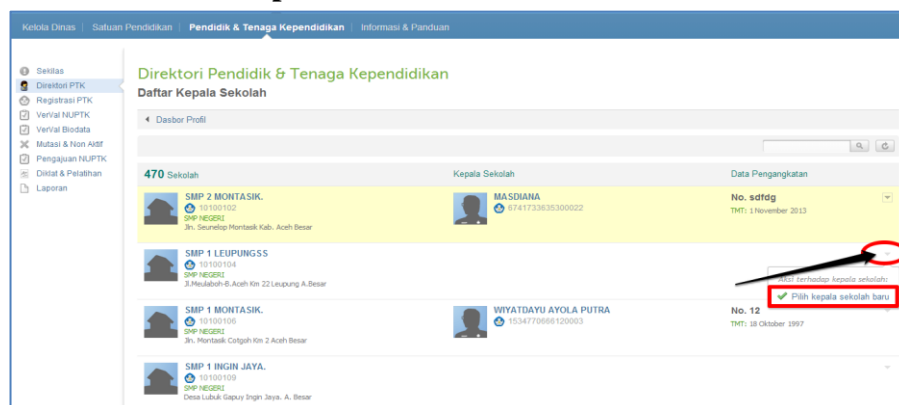 Kelola Dinas | Satuan Pendidikan | Pendidik & Tenaga Kependidikan | Informasi & Panduan
Sekilas
Direktori PTK
Registrasi PTK
VerVal NUPTK
VerVal Biodata
Mutasi & Non Aktif
Pengajuan NUPTK
Diklat & Pelatihan
Laporan
Direktori Pendidik & Tenaga Kependidikan
Daftar Kepala Sekolah
Dasbor Profil
470 Sekolah Kepala Sekolah Data Pengangkatan
SMP 2 MONTASIK. MASDIANA No. sdfdg
10100102 6741733635300022 TMT: 1 November 2013
SMP NEGERI
Jln. Seunelop Montasik Kab. Aceh Besar
SMP 1 LEUPUNGSS
10100104
SMP NEGERI
Jl.Meulaboh-B.Aceh Km 22 Leupung A.Besar
Aksi terhadap kepala sekolah:
Pilih kepala sekolah baru
SMP 1 MONTASIK. WIYATDAYU AYOLA PUTRA No. 12
10100106 1534770666120003 TMT: 18 Oktober 1997
SMP NEGERI
Jln. Montasik Cotgoh Km 2 Aceh Besar
SMP 1 INGIN JAYA.
10100109
SMP NEGERI
Desa Lubuk Gapuy Ingin Jaya. A. Besar